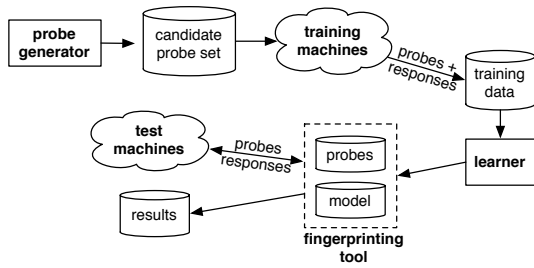 probe
generator
candidate
probe set
training
machines
probes +
responses
training
data
test
machines
probes
responses
probes
learner
model
results
fingerprinting
tool